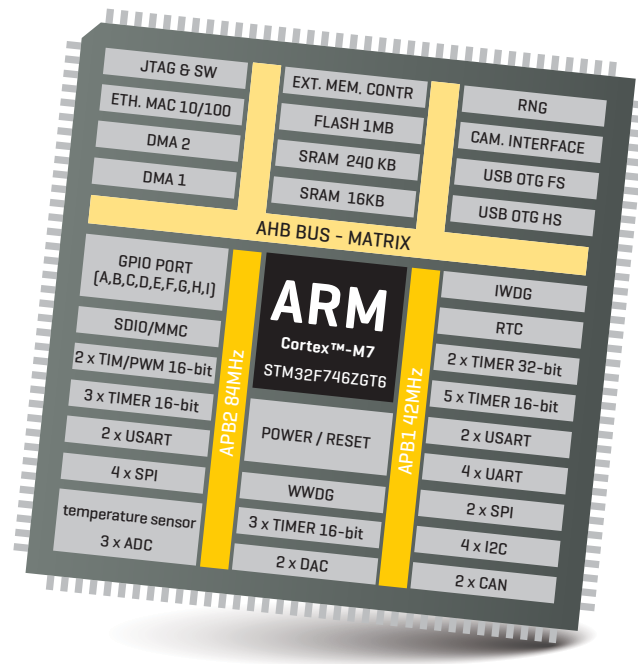 JTAG & SW
ETH. MAC 10/100
DMA 2
DMA 1
EXT. MEM. CONTR
FLASH 1MB
SRAM 240 KB
SRAM 16KB
RNG
CAM. INTERFACE
USB OTG FS
USB OTG HS
AHB BUS - MATRIX
GPIO PORT
(A,B,C,D,E,F,G,H,I)
SDIO/MMC
2 x TIM/PWM 16-bit
3 x TIMER 16-bit
2 x USART
4 x SPI
temperature sensor
3 x ADC
APB2 84MHz
ARM
Cortex™-M7
STM32F746ZGT6
POWER / RESET
WWDG
3 x TIMER 16-bit
2 x DAC
APB1 42MHz
IWDG
RTC
2 x TIMER 32-bit
5 x TIMER 16-bit
2 x USART
4 x UART
2 x SPI
4 x I2C
2 x CAN